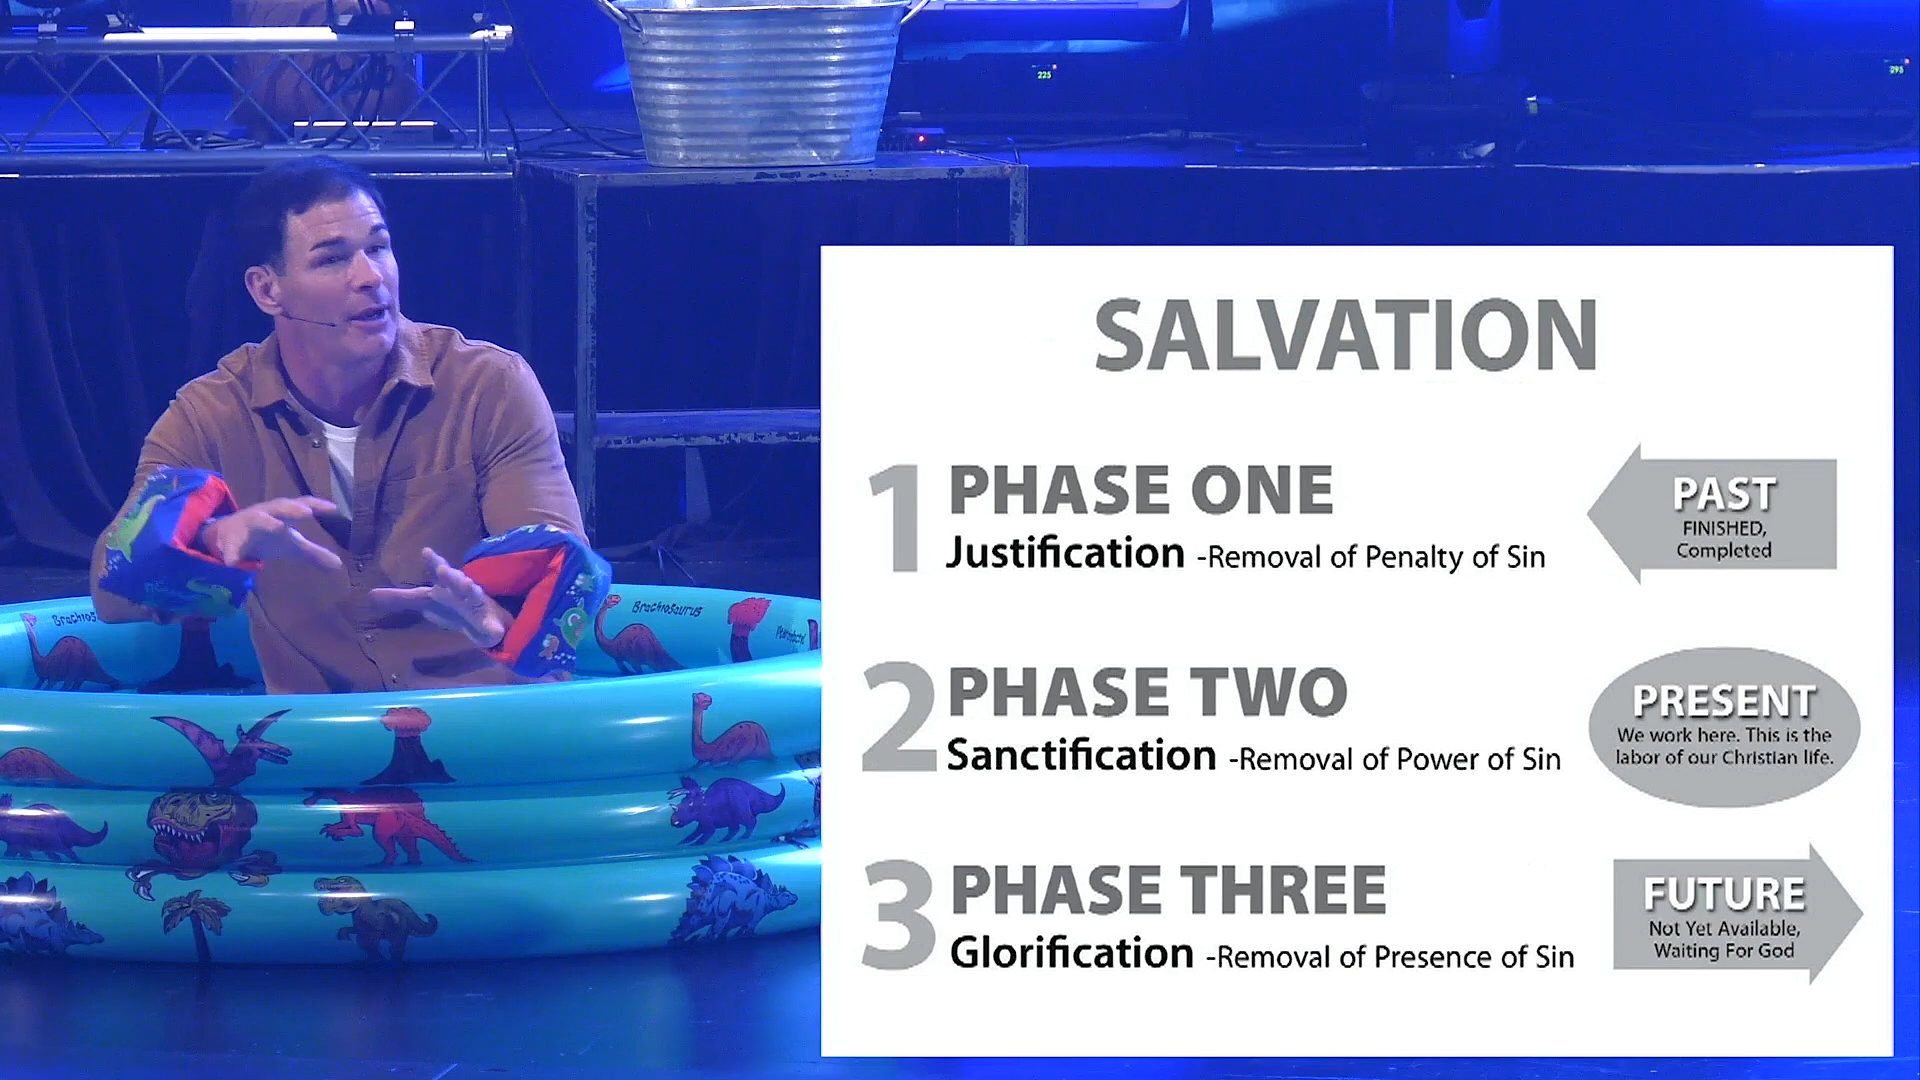 225
295
SALVATION
1 PHASE ONE
Justification -Removal of Penalty of Sin
PAST
FINISHED,
Completed
2 PHASE TWO
Sanctification -Removal of Power of Sin
PRESENT
We work here. This is the
labor of our Christian life.
3 PHASE THREE
Glorification -Removal of Presence of Sin
FUTURE
Not Yet Available,
Waiting For God
Brachiosaurus